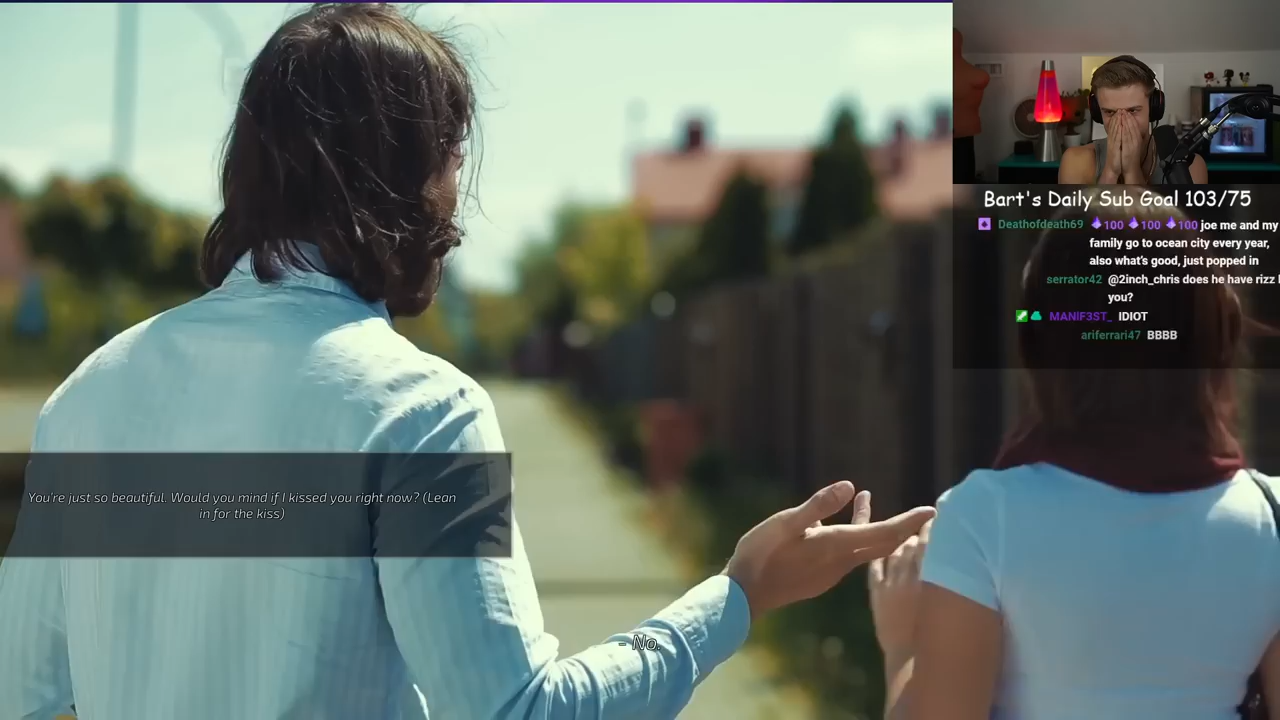 Bart's Daily Sub Goal 103/75
Deathofdeath69 100 100 100 joe me and my
family go to ocean city every year,
also what's good, just popped in
serrator42 @2inch_chris does he have rizz
you?
MANIF3ST_ IDIOT
ariferrari47 BBBB
You're just so beautiful. Would you mind if I kissed you right now? (Lean
in for the kiss)
- No.